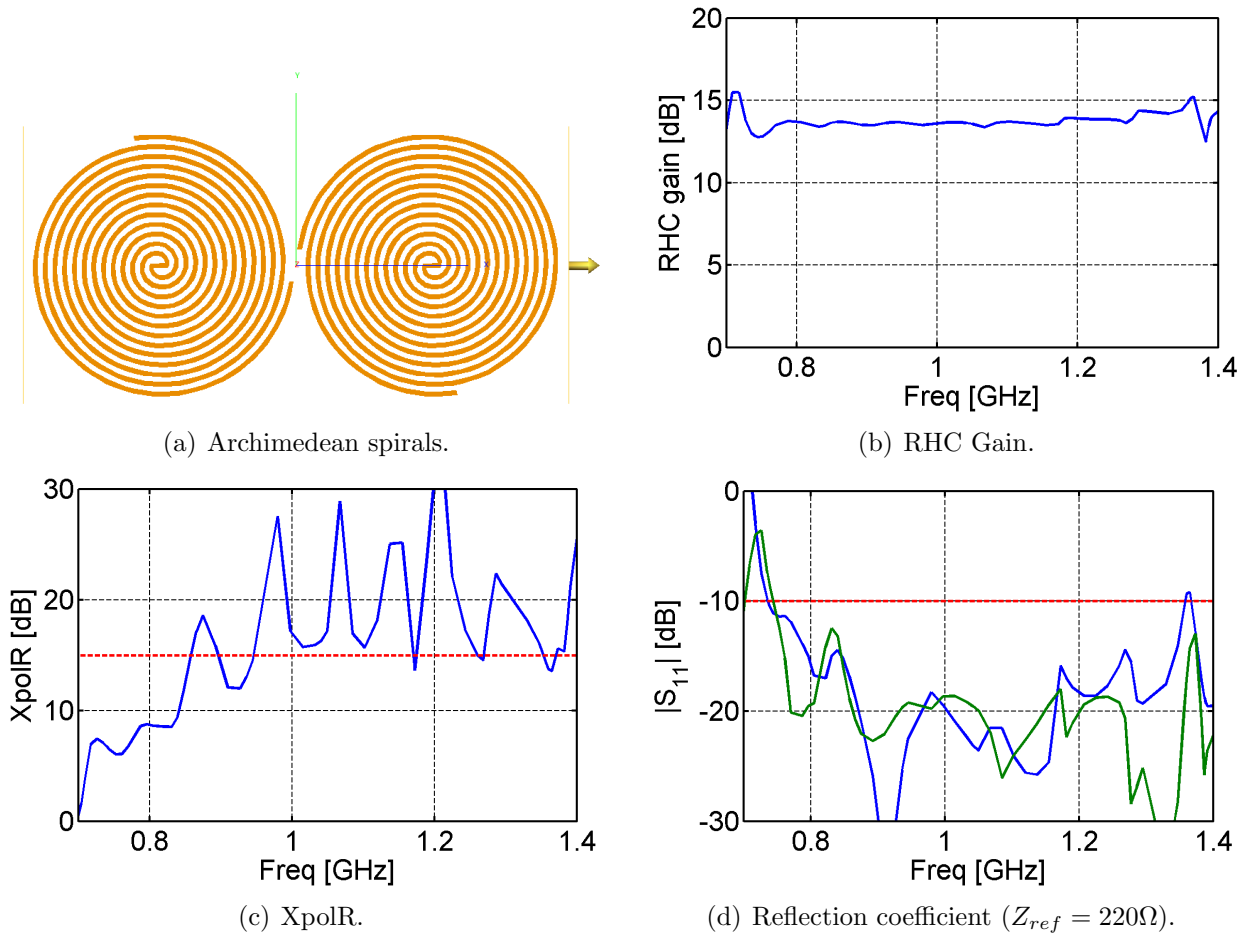 Y
Z
X
(a) Archimedean spirals.
20
15
10
5
0
RHC gain [dB]
0.8 1 1.2 1.4
Freq [GHz]
(b) RHC Gain.
30
20
10
0
XpolR [dB]
0.8 1 1.2 1.4
Freq [GHz]
(c) XpolR.
0
-10
-20
-30
|S₁₁| [dB]
0.8 1 1.2 1.4
Freq [GHz]
(d) Reflection coefficient (Z_ref = 220Ω).